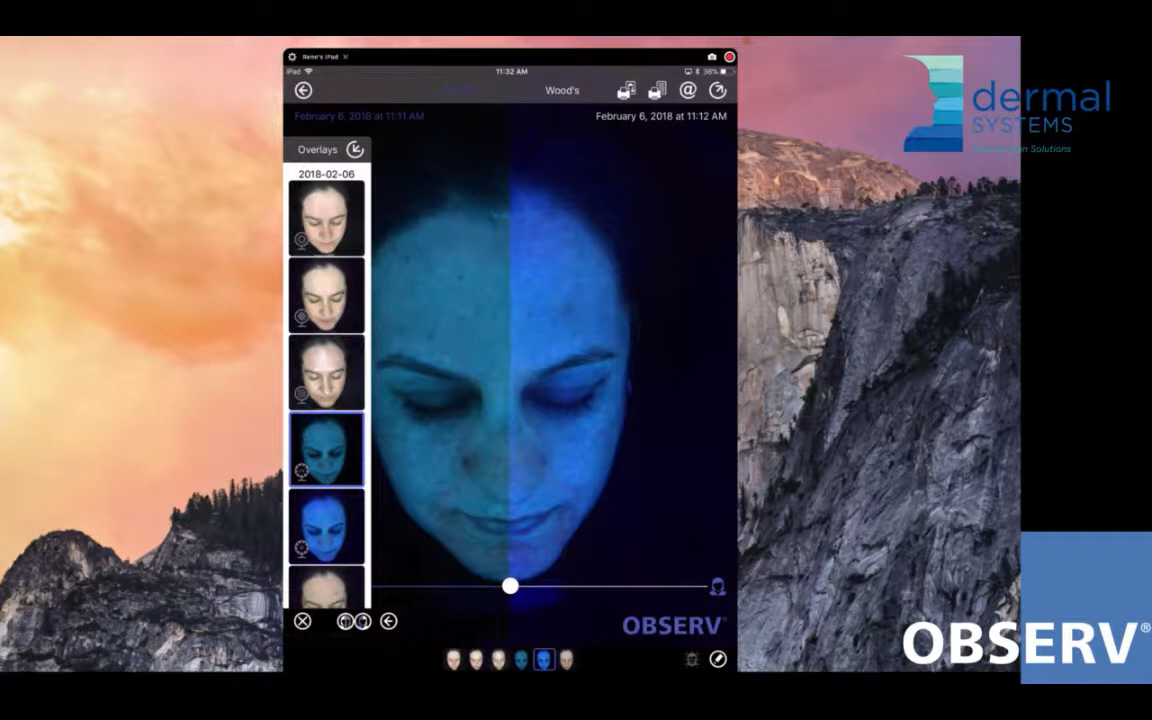 Rene's iPad
iPad
11:32 AM
36%
Wood's
February 6, 2018 at 11:11 AM
February 6, 2018 at 11:12 AM
Overlays
2018-02-06
OBSERV®
dermal
SYSTEMS
Solutions
OBSERV®